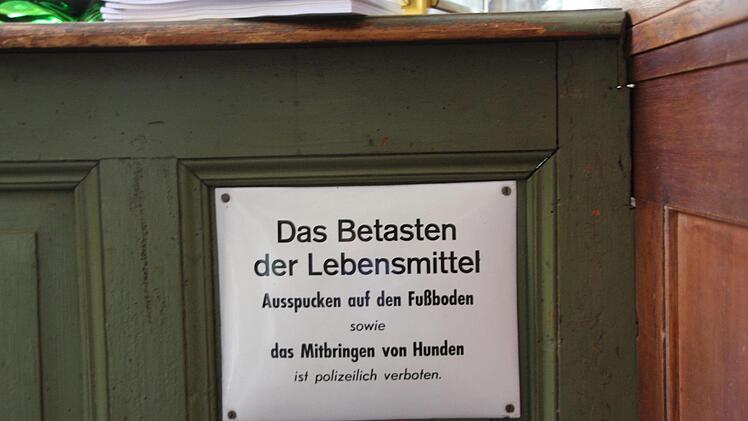 Das Betasten
der Lebensmittel
Ausspucken auf den Fußboden
sowie
das Mitbringen von Hunden
ist polizeilich verboten.